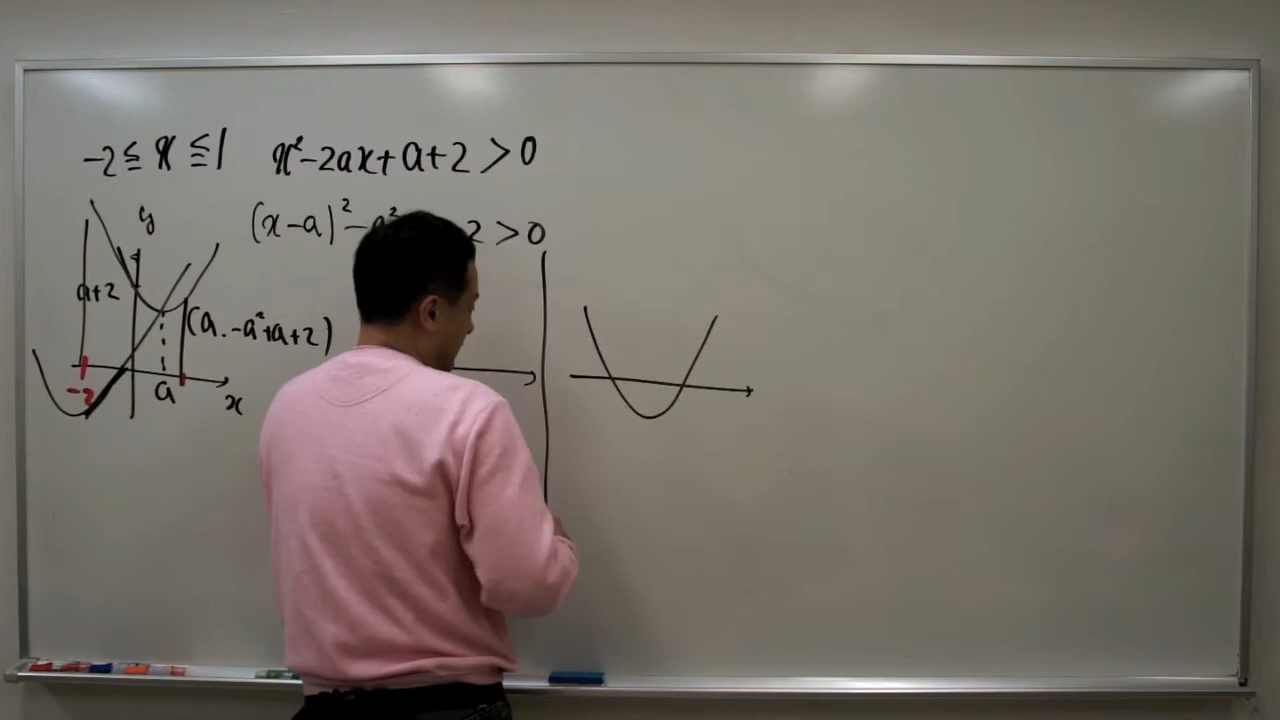 -2 ≦ x ≦ 1 x²-2ax+a+2>0
(x-a)²-a² 2>0
y
a+2
(a.-a²+a+2)
-2
a
x